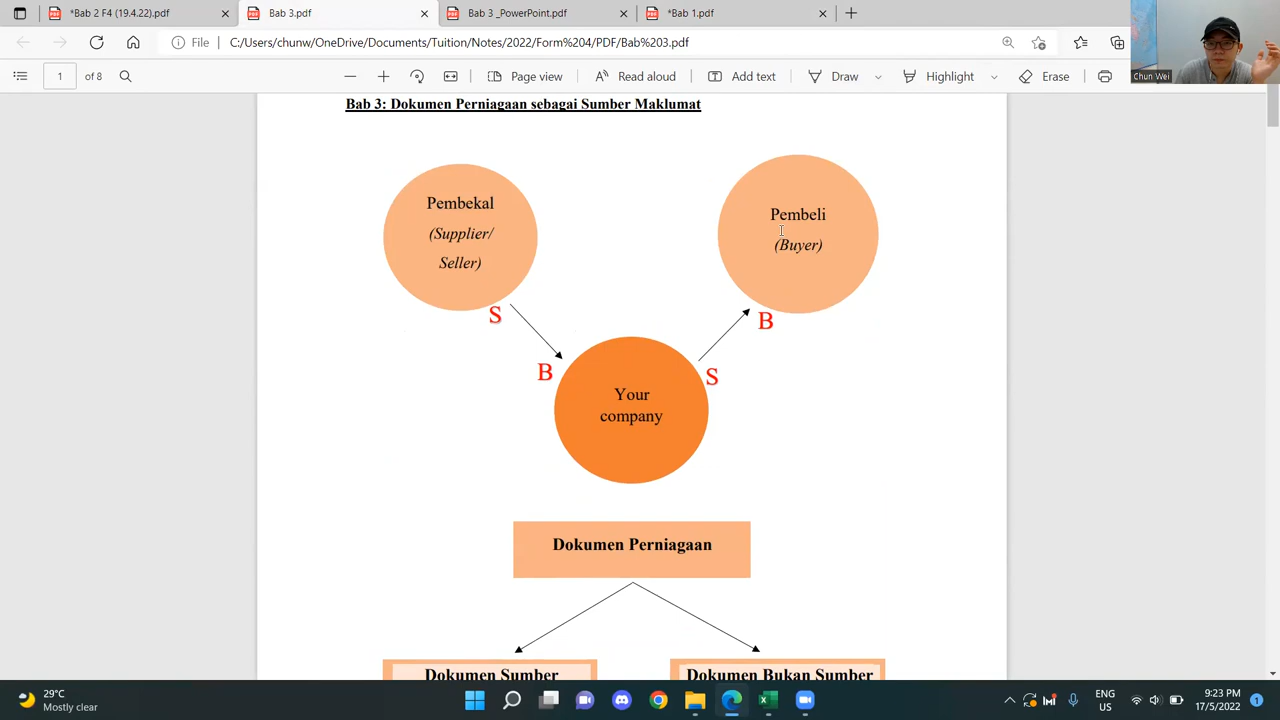 *Bab 2 F4 (19.4.22).pdf
Bab 3.pdf
Bab 3 _PowerPoint.pdf
*Bab 1.pdf
File
C:/Users/chunw/OneDrive/Documents/Tuition/Notes/2022/Form%204/PDF/Bab%203.pdf
1
of 8
Page view
Read aloud
Add text
Draw
Highlight
Erase
Chun Wei
Bab 3: Dokumen Perniagaan sebagai Sumber Maklumat
Pembekal
(Supplier/
Seller)
Pembeli
(Buyer)
S
B
B
S
Your
company
Dokumen Perniagaan
Dokumen Sumber
Dokumen Bukan Sumber
29°C
Mostly clear
ENG
US
9:23 PM
17/5/2022
1